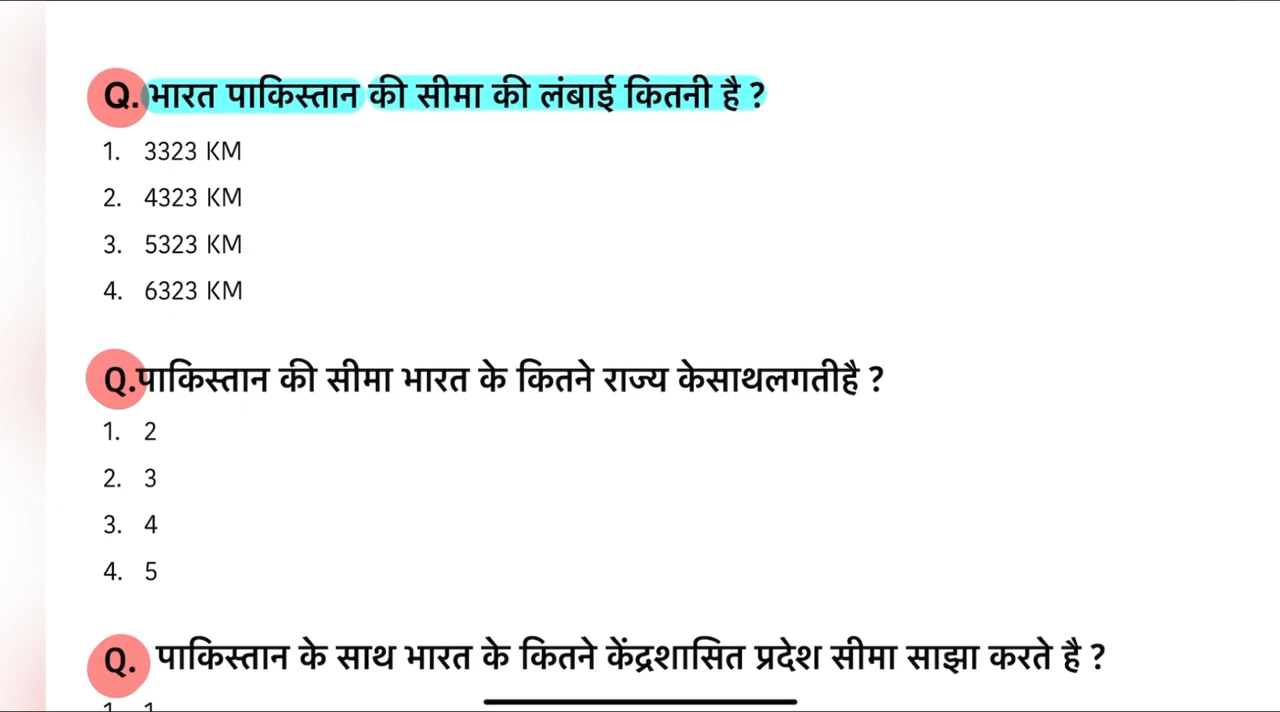 Q. भारत पाकिस्तान की सीमा की लंबाई कितनी है ?
1. 3323 KM
2. 4323 KM
3. 5323 KM
4. 6323 KM
Q.पाकिस्तान की सीमा भारत के कितने राज्य केसाथलगतीहै ?
1. 2
2. 3
3. 4
4. 5
Q. पाकिस्तान के साथ भारत के कितने केंद्रशासित प्रदेश सीमा साझा करते है ?